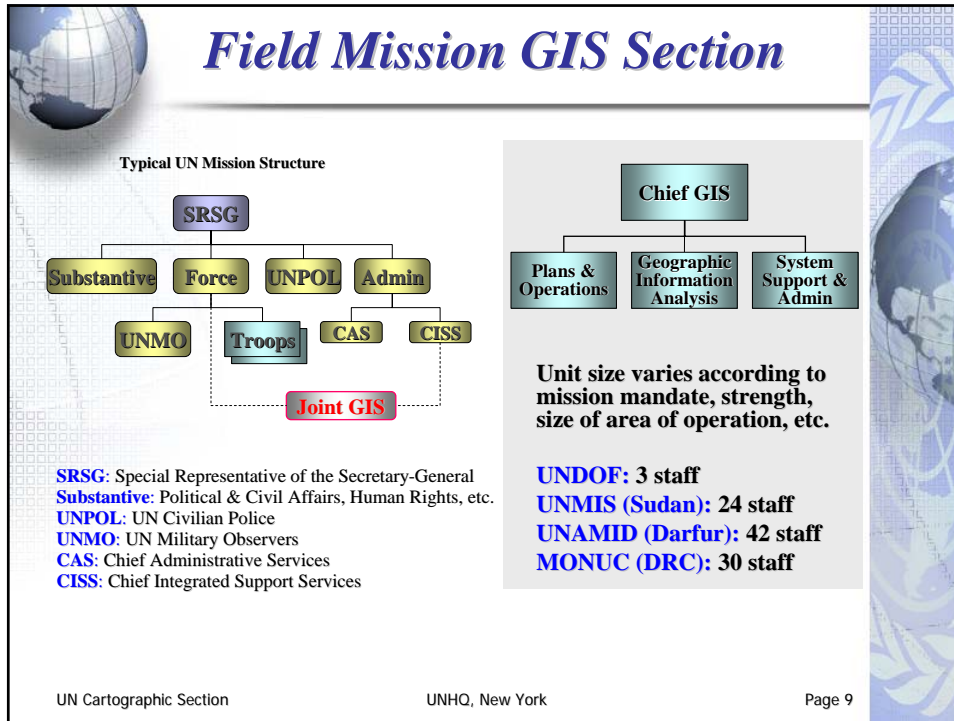 Field Mission GIS Section
Typical UN Mission Structure
SRSG
Substantive
Force
UNPOL
Admin
UNMO
Troops
CAS
CISS
Joint GIS
SRSG: Special Representative of the Secretary-General
Substantive: Political & Civil Affairs, Human Rights, etc.
UNPOL: UN Civilian Police
UNMO: UN Military Observers
CAS: Chief Administrative Services
CISS: Chief Integrated Support Services
Chief GIS
Plans &
Operations
Geographic
Information
Analysis
System
Support &
Admin
Unit size varies according to
mission mandate, strength,
size of area of operation, etc.
UNDOF: 3 staff
UNMIS (Sudan): 24 staff
UNAMID (Darfur): 42 staff
MONUC (DRC): 30 staff
UN Cartographic Section
UNHQ, New York
Page 9